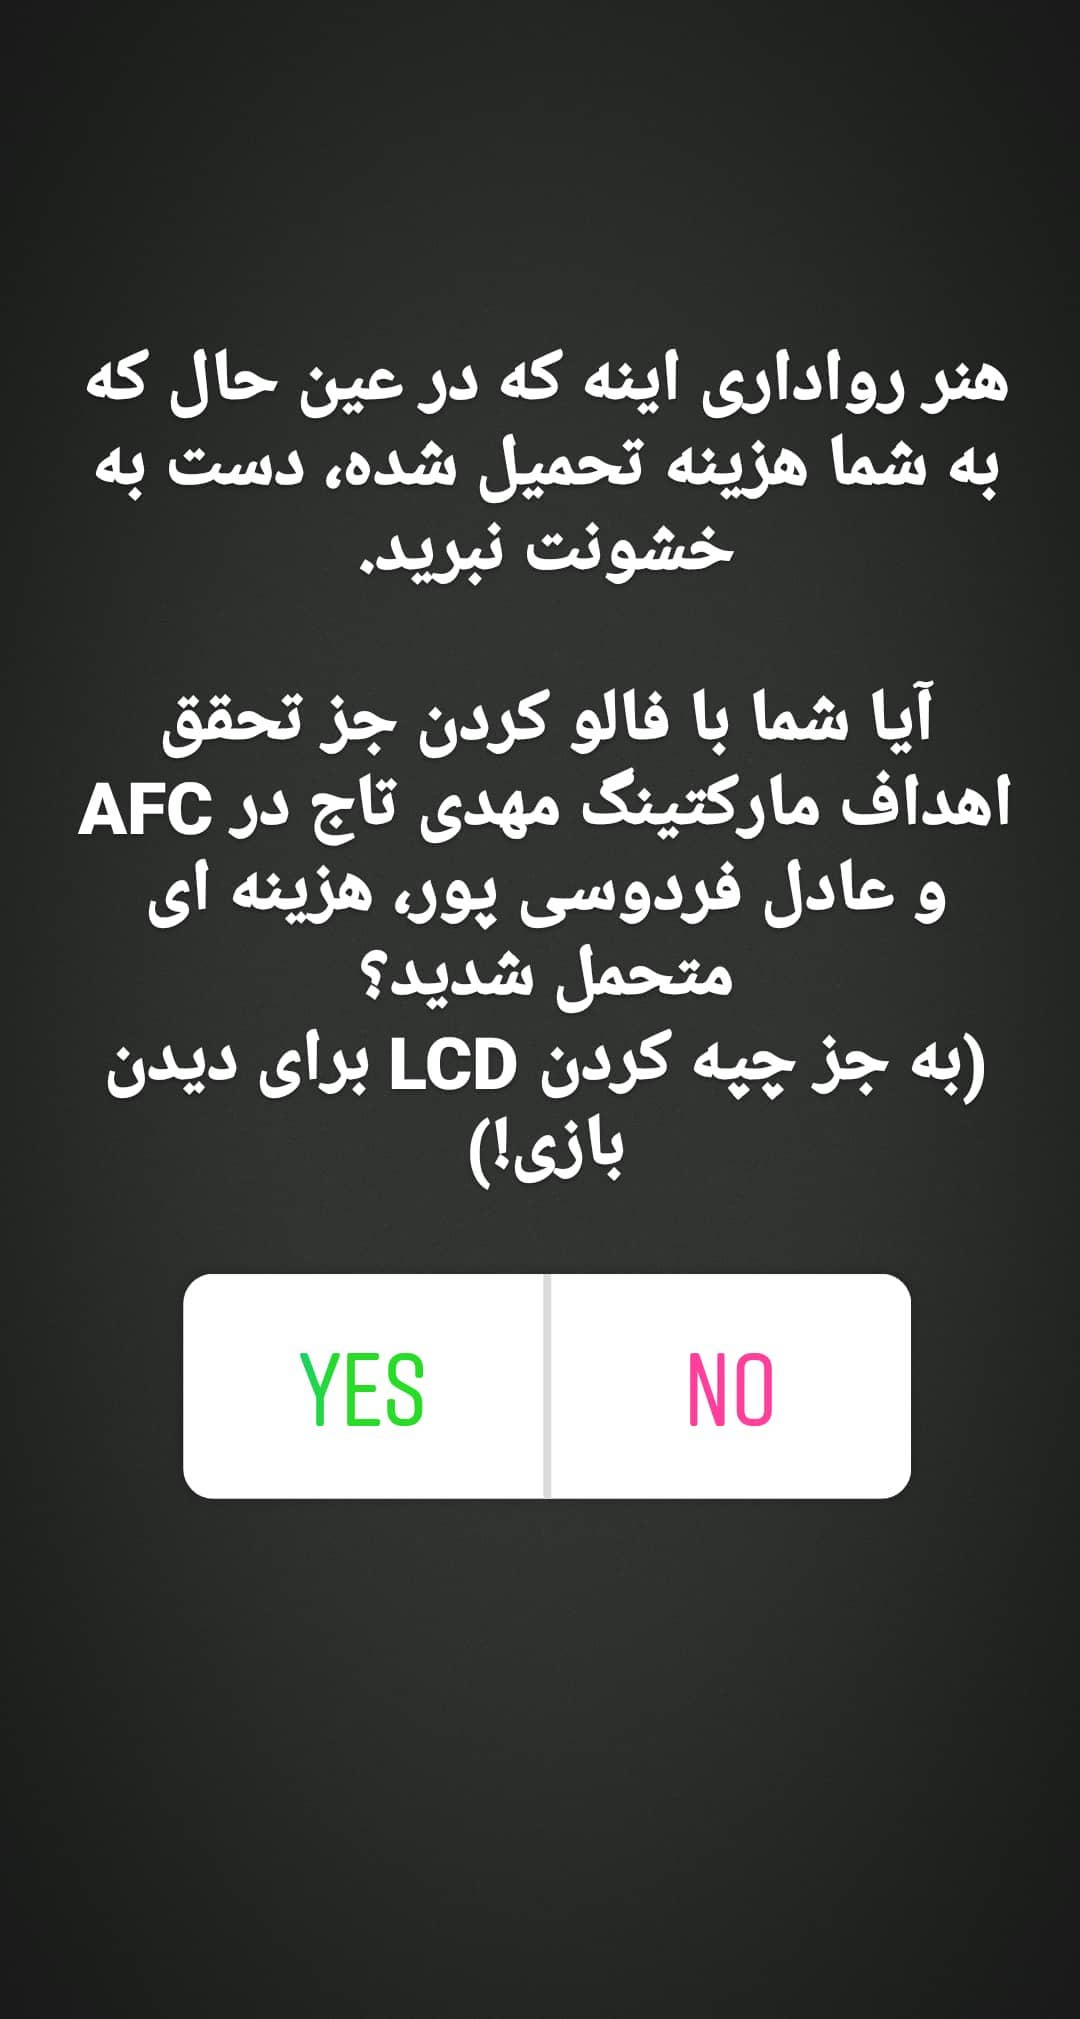 هنر رواداری اینه که در عین حال که
به شما هزینه تحمیل شده، دست به
خشونت نبرید.
آیا شما با فالو کردن جز تحقق
اهداف مارکتینگ مهدی تاج در AFC
و عادل فردوسی پور، هزینه ای
متحمل شدید؟
(به جز چپه کردن LCD برای دیدن
بازی!)
YES NO